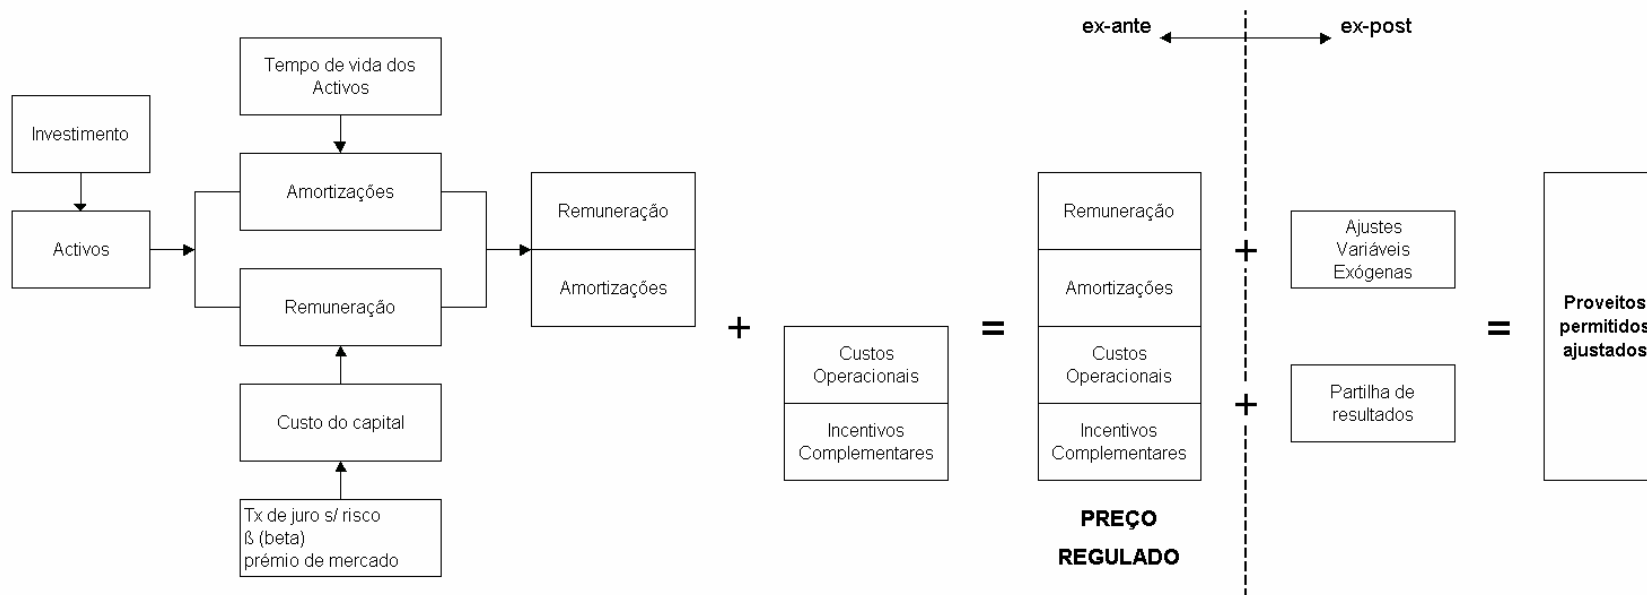 ex-ante
ex-post
Tempo de vida dos
Activos
Investimento
Amortizações
Activos
Remuneração
Custo do capital
Tx de juro s/ risco
ß (beta)
prémio de mercado
Remuneração
Amortizações
+
Custos
Operacionais
Incentivos
Complementares
=
Remuneração
Amortizações
Custos
Operacionais
Incentivos
Complementares
PREÇO
REGULADO
+
+
Ajustes
Variáveis
Exógenas
Partilha de
resultados
=
Proveitos
permitidos
ajustados